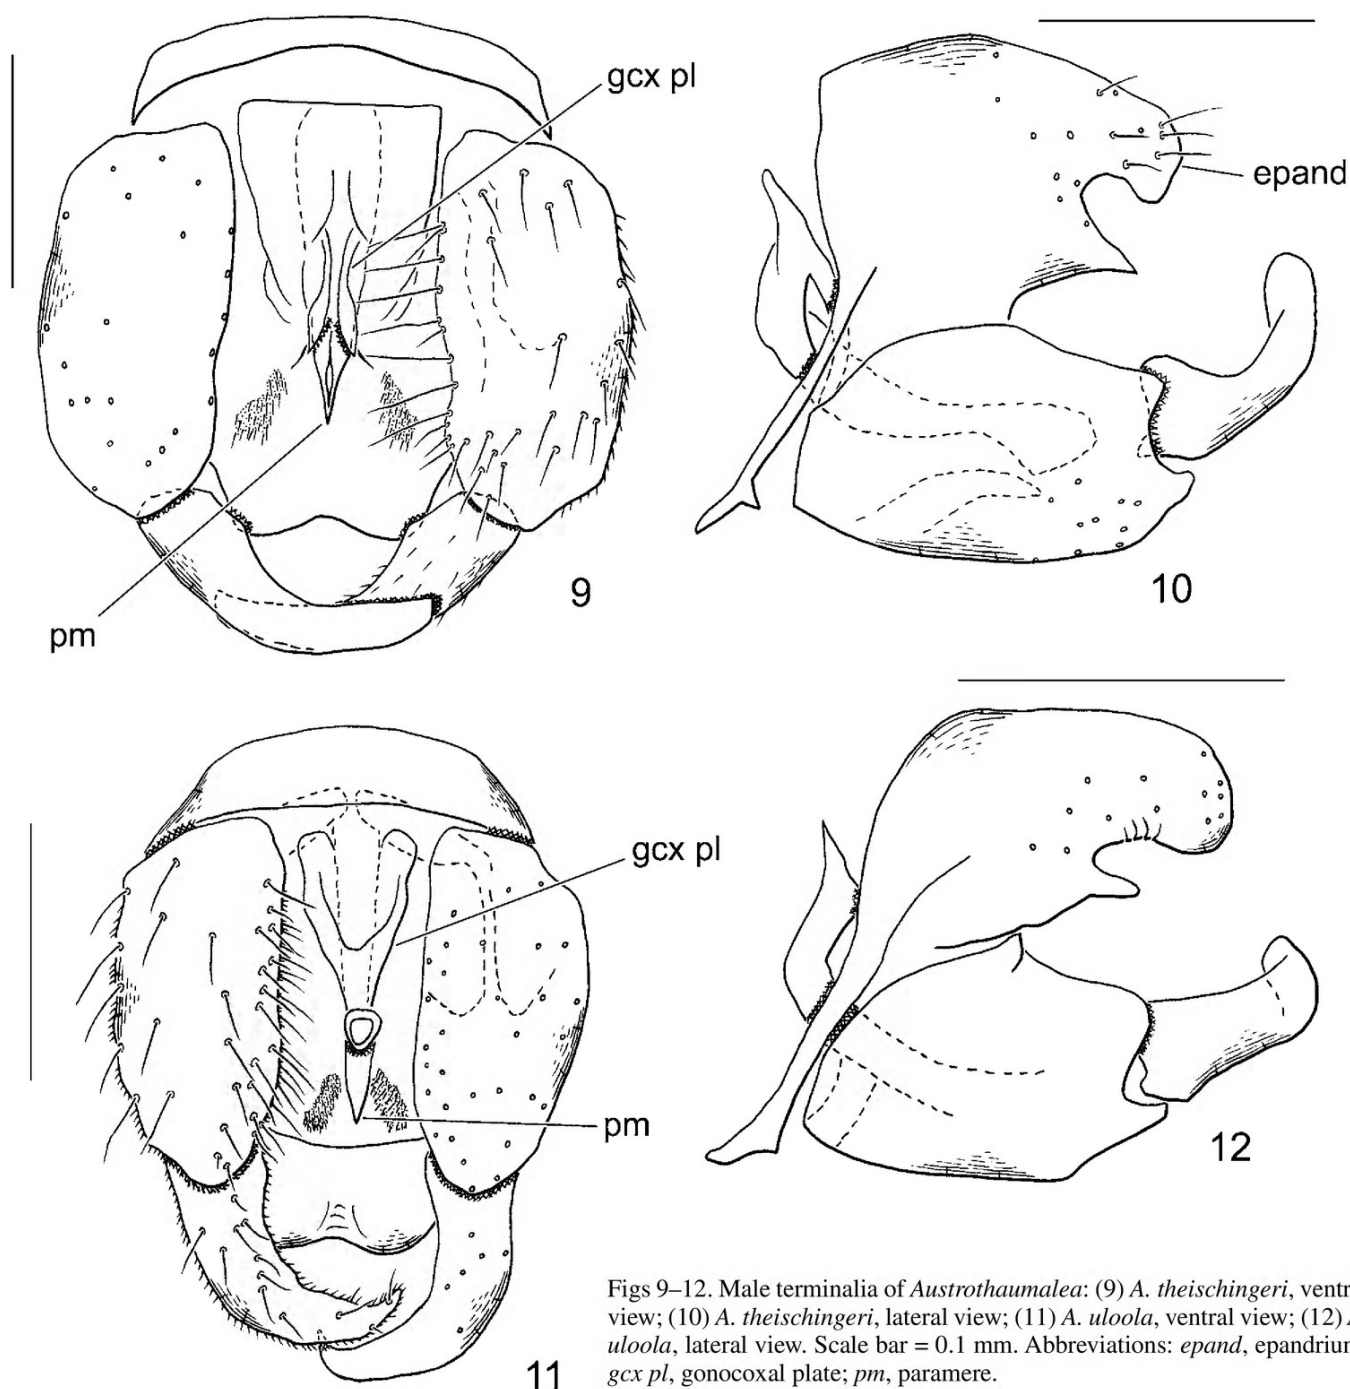 gcx pl
epand
9
10
pm
gcx pl
pm
12
11
Figs 9–12. Male terminalia of Austrothaumalea: (9) A. theischingeri,
view; (10) A. theischingeri, lateral view; (11) A. uloola, ventral view; (12)
uloola, lateral view. Scale bar = 0.1 mm. Abbreviations: epand,
gcx pl, gonocoxal plate; pm, paramere.